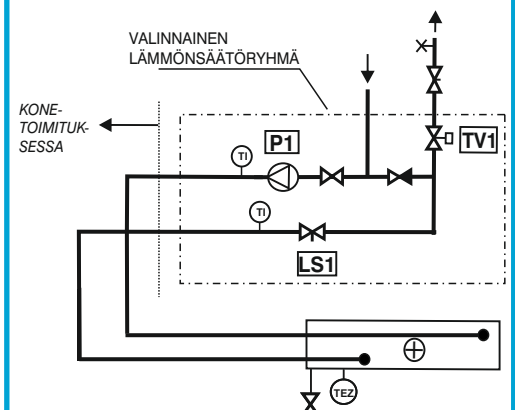 VALINNAINEN
LÄMMÖNSÄÄTÖRYHMÄ
KONE-
TOIMITUK-
SESSA
P1
TV1
TI
TI
LS1
TEZ